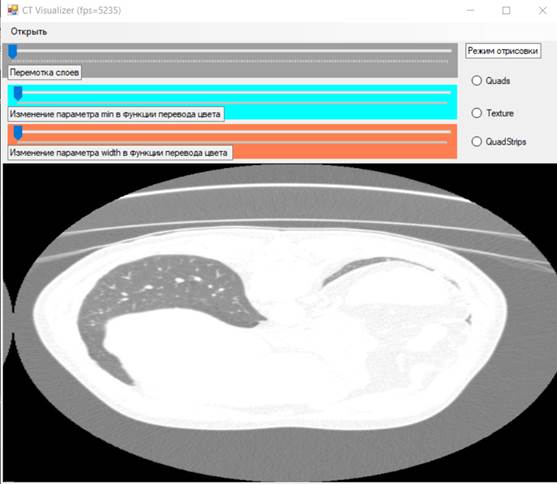 CT Visualizer (fps=5235)
Открыть
Режим отрисовки
Перемотка слоев
Quads
Изменение параметра min в функции перевода цвета
Texture
Изменение параметра width в функции перевода цвета
QuadStrips